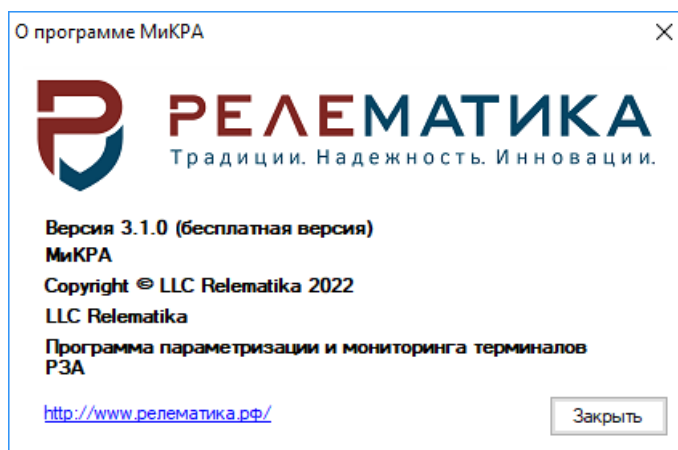 О программе МиКРА
РЕЛЕМАТИКА
Традиции. Надежность. Инновации.
Версия 3.1.0 (бесплатная версия)
МиКРА
Copyright © LLC Relematika 2022
LLC Relematika
Программа параметризации и мониторинга терминалов
РЗА
http://www.релематика.рф/
Закрыть